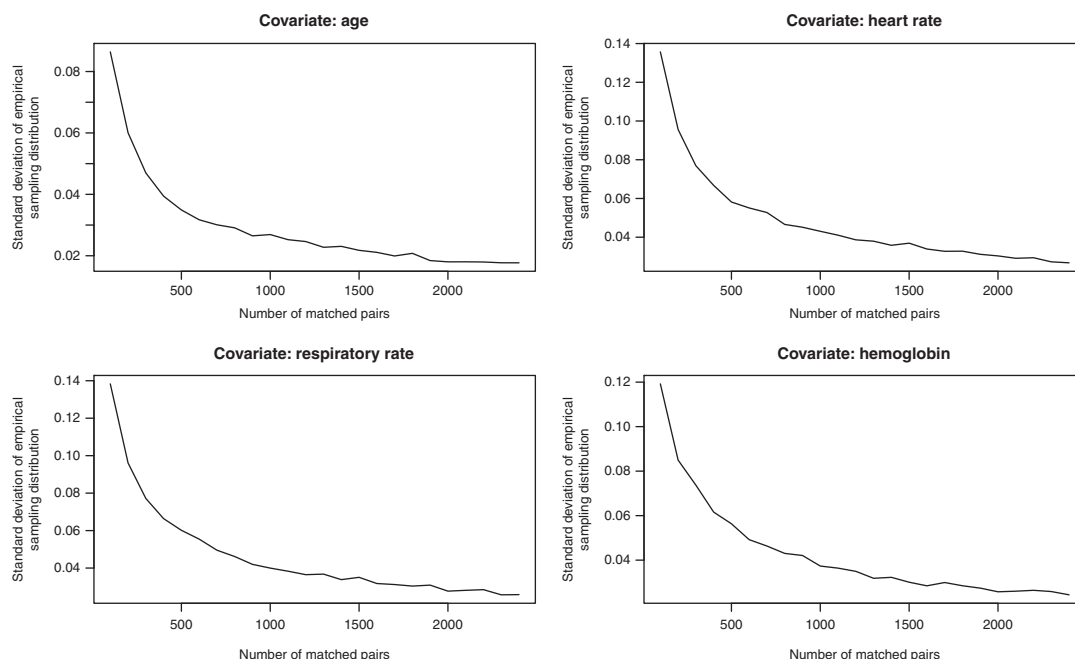 Covariate: age
Standard deviation of empirical
sampling distribution
0.08
0.06
0.04
0.02
500
1000
1500
2000
Number of matched pairs
Covariate: heart rate
Standard deviation of empirical
sampling distribution
0.14
0.12
0.10
0.08
0.06
0.04
500
1000
1500
2000
Number of matched pairs
Covariate: respiratory rate
Standard deviation of empirical
sampling distribution
0.14
0.12
0.10
0.08
0.06
0.04
500
1000
1500
2000
Number of matched pairs
Covariate: hemoglobin
Standard deviation of empirical
sampling distribution
0.12
0.10
0.08
0.06
0.04
500
1000
1500
2000
Number of matched pairs